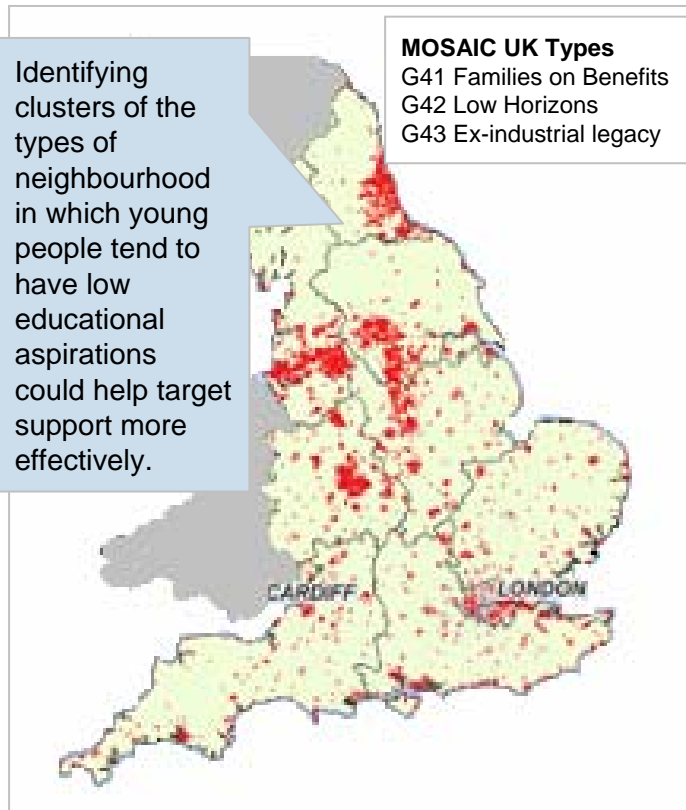 Identifying
clusters of the
types of
neighbourhood
in which young
people tend to
have low
educational
aspirations
could help target
support more
effectively.
MOSAIC UK Types
G41 Families on Benefits
G42 Low Horizons
G43 Ex-industrial legacy
CARDIFF
LONDON